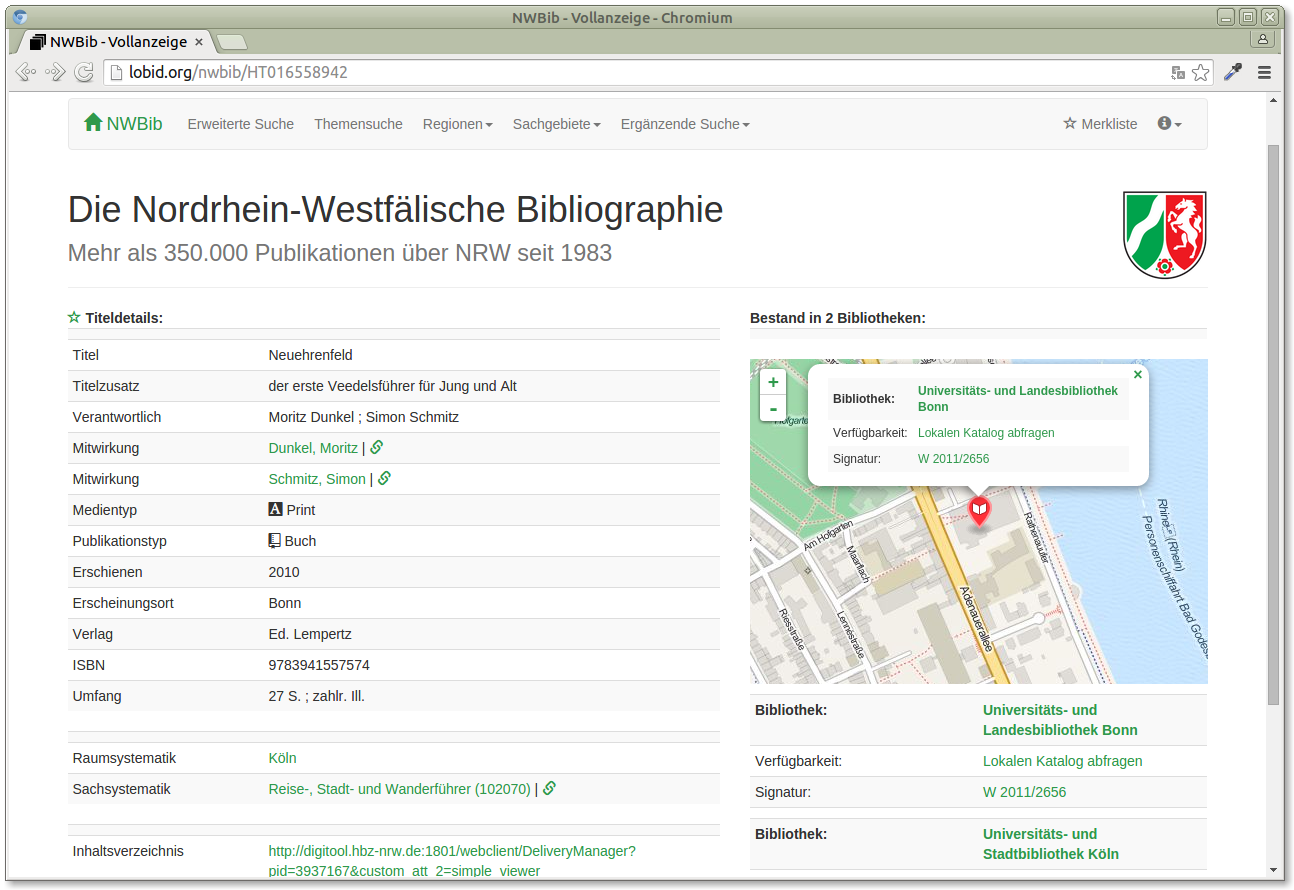 NWBib - Vollanzeige - Chromium
NWBib - Vollanzeige ×
lobid.org/nwbib/HT016558942
NWBib Erweiterte Suche Themensuche Regionen Sachgebiete Ergänzende Suche Merkliste
Die Nordrhein-Westfälische Bibliographie
Mehr als 350.000 Publikationen über NRW seit 1983
Titeldetails:
Titel Neuehrenfeld
Titelzusatz der erste Veedelsführer für Jung und Alt
Verantwortlich Moritz Dunkel ; Simon Schmitz
Mitwirkung Dunkel, Moritz |
Mitwirkung Schmitz, Simon |
Medientyp Print
Publikationstyp Buch
Erschienen 2010
Erscheinungsort Bonn
Verlag Ed. Lempertz
ISBN 9783941557574
Umfang 27 S. ; zahlr. Ill.
Raumsystematik Köln
Sachsystematik Reise-, Stadt- und Wanderführer (102070) |
Inhaltsverzeichnis http://digitool.hbz-nrw.de:1801/webclient/DeliveryManager?
pid=3937167&custom_att_2=simple_viewer
Bestand in 2 Bibliotheken:
+
-
×
Bibliothek: Universitäts- und Landesbibliothek
Bonn
Verfügbarkeit: Lokalen Katalog abfragen
Signatur: W 2011/2656
Hofgarten
Am Hofgarten
Maarflach
Riesstraße
Lennéstraße
Adenauerallee
Rathenauufer
(Rhein)
Personenschiffahrt Bad
Bibliothek: Universitäts- und
Landesbibliothek Bonn
Verfügbarkeit: Lokalen Katalog abfragen
Signatur: W 2011/2656
Bibliothek: Universitäts- und
Stadtbibliothek Köln